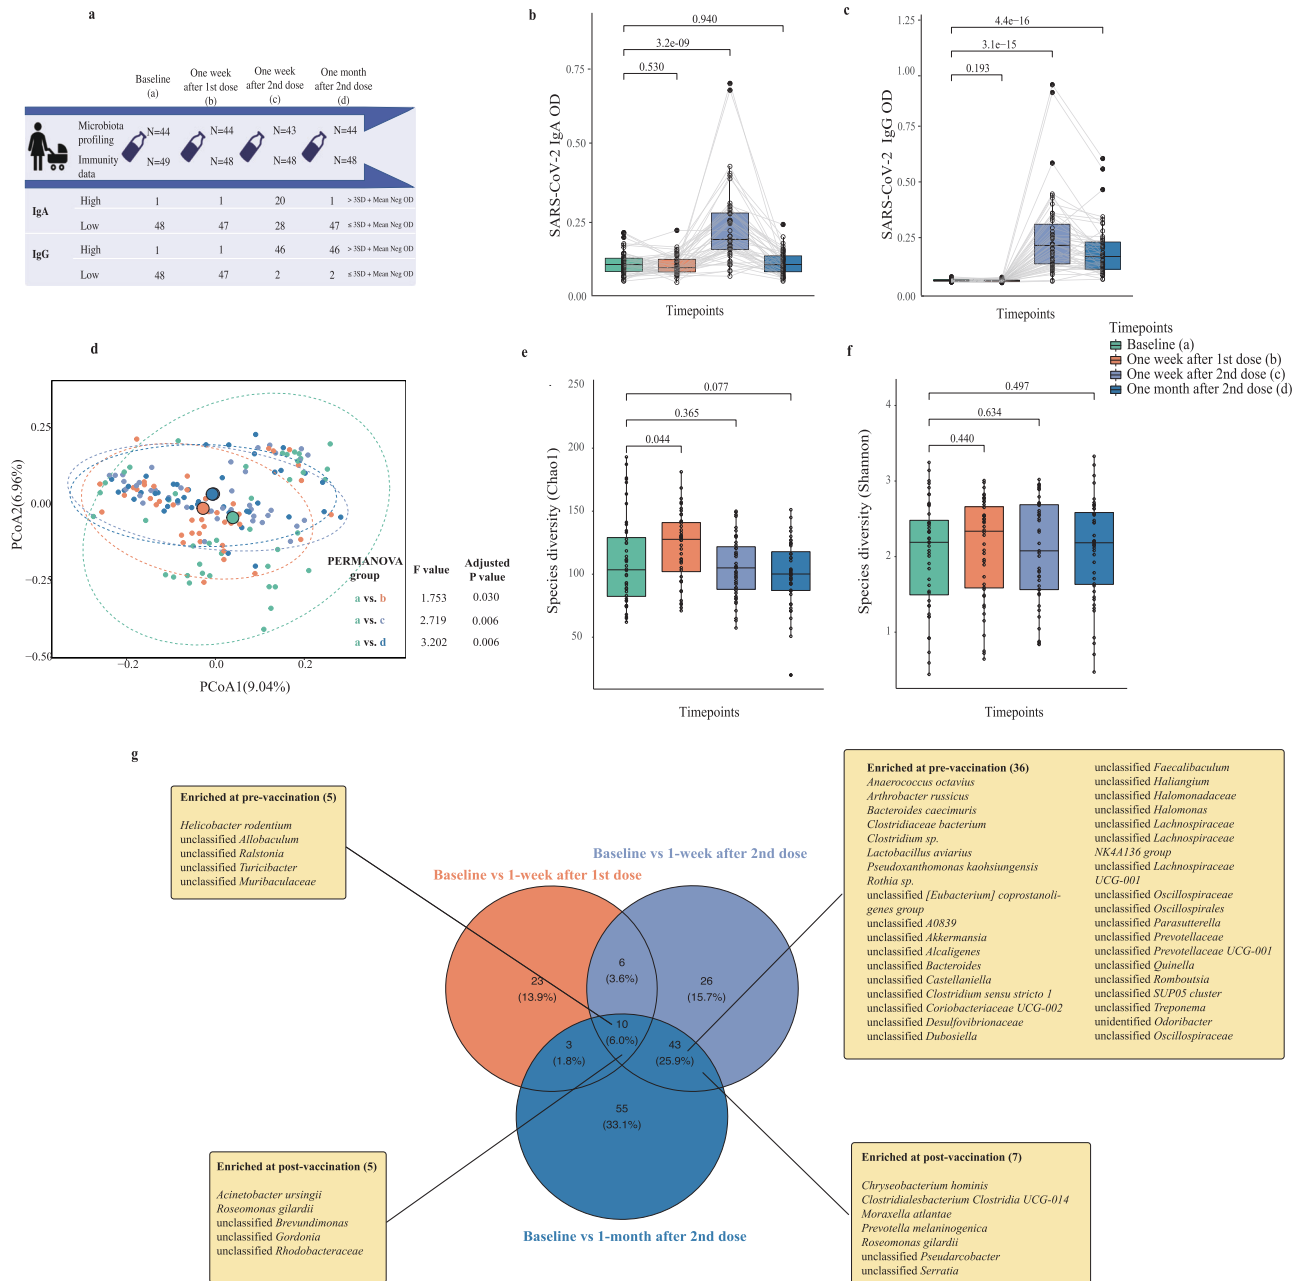 a
Baseline
(a)
One week
after 1st dose
(b)
One week
after 2nd dose
(c)
One month
after 2nd dose
(d)
Microbiota
profiling
N=44
N=44
N=43
N=44
Immunity
data
N=49
N=48
N=48
N=48
IgA
High 1 1 20 1 > 3SD + Mean Neg OD
Low 48 47 28 47 ≤ 3SD + Mean Neg OD
IgG
High 1 1 46 46 > 3SD + Mean Neg OD
Low 48 47 2 2 ≤ 3SD + Mean Neg OD
b
SARS-CoV-2 IgA OD
0.75
0.50
0.25
0.00
0.940
3.2e-09
0.530
Timepoints
c
SARS-CoV-2 IgG OD
1.25
1.00
0.75
0.50
0.25
0.00
4.4e−16
3.1e−15
0.193
Timepoints
Timepoints
Baseline (a)
One week after 1st dose (b)
One week after 2nd dose (c)
One month after 2nd dose (d)
d
PCoA2(6.96%)
0.25
0.00
−0.25
−0.50
−0.2
0.0
0.2
PCoA1(9.04%)
PERMANOVA
group
F value
Adjusted
P value
a vs. b 1.753 0.030
a vs. c 2.719 0.006
a vs. d 3.202 0.006
e
Species diversity (Chao1)
250
200
150
100
50
0.077
0.365
0.044
Timepoints
f
Species diversity (Shannon)
4
3
2
1
0.497
0.634
0.440
Timepoints
g
Enriched at pre-vaccination (5)
Helicobacter rodentium
unclassified Allobaculum
unclassified Ralstonia
unclassified Turicibacter
unclassified Muribaculaceae
Baseline vs 1-week after 2nd dose
Baseline vs 1-week after 1st dose
6
(3.6%)
23
(13.9%)
26
(15.7%)
10
(6.0%)
3
(1.8%)
43
(25.9%)
55
(33.1%)
Baseline vs 1-month after 2nd dose
Enriched at pre-vaccination (36)
Anaerococcus octavius
Arthrobacter russicus
Bacteroides caecimuris
Clostridiaceae bacterium
Clostridium sp.
Lactobacillus aviarius
Pseudoxanthomonas kaohsiungensis
Rothia sp.
unclassified [Eubacterium] coprostanoli-
genes group
unclassified A0839
unclassified Akkermansia
unclassified Alcaligenes
unclassified Bacteroides
unclassified Castellaniella
unclassified Clostridium sensu stricto 1
unclassified Coriobacteriaceae UCG-002
unclassified Desulfovibrionaceae
unclassified Dubosiella
unclassified Faecalibaculum
unclassified Haliangium
unclassified Halomonadaceae
unclassified Halomonas
unclassified Lachnospiraceae
unclassified Lachnospiraceae
NK4A136 group
unclassified Lachnospiraceae
UCG-001
unclassified Oscillospiraceae
unclassified Oscillospirales
unclassified Parasutterella
unclassified Prevotellaceae
unclassified Prevotellaceae UCG-001
unclassified Quinella
unclassified Romboutsia
unclassified SUP05 cluster
unclassified Treponema
unidentified Odoribacter
unclassified Oscillospiraceae
Enriched at post-vaccination (5)
Acinetobacter ursingii
Roseomonas gilardii
unclassified Brevundimonas
unclassified Gordonia
unclassified Rhodobacteraceae
Enriched at post-vaccination (7)
Chryseobacterium hominis
Clostridialesbacterium Clostridia UCG-014
Moraxella atlantae
Prevotella melaninogenica
Roseomonas gilardii
unclassified Pseudarcobacter
unclassified Serratia